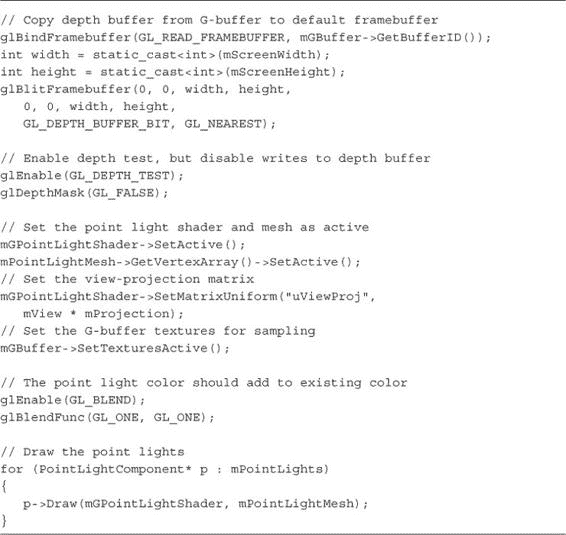 // Copy depth buffer from G-buffer to default framebuffer
glBindFramebuffer(GL_READ_FRAMEBUFFER, mGBuffer->GetBufferID());
int width = static_cast<int>(mScreenWidth);
int height = static_cast<int>(mScreenHeight);
glBlitFramebuffer(0, 0, width, height,
   0, 0, width, height,
   GL_DEPTH_BUFFER_BIT, GL_NEAREST);

// Enable depth test, but disable writes to depth buffer
glEnable(GL_DEPTH_TEST);
glDepthMask(GL_FALSE);

// Set the point light shader and mesh as active
mGPointLightShader->SetActive();
mPointLightMesh->GetVertexArray()->SetActive();
// Set the view-projection matrix
mGPointLightShader->SetMatrixUniform("uViewProj",
   mView * mProjection);
// Set the G-buffer textures for sampling
mGBuffer->SetTexturesActive();

// The point light color should add to existing color
glEnable(GL_BLEND);
glBlendFunc(GL_ONE, GL_ONE);

// Draw the point lights
for (PointLightComponent* p : mPointLights)
{
   p->Draw(mGPointLightShader, mPointLightMesh);
}